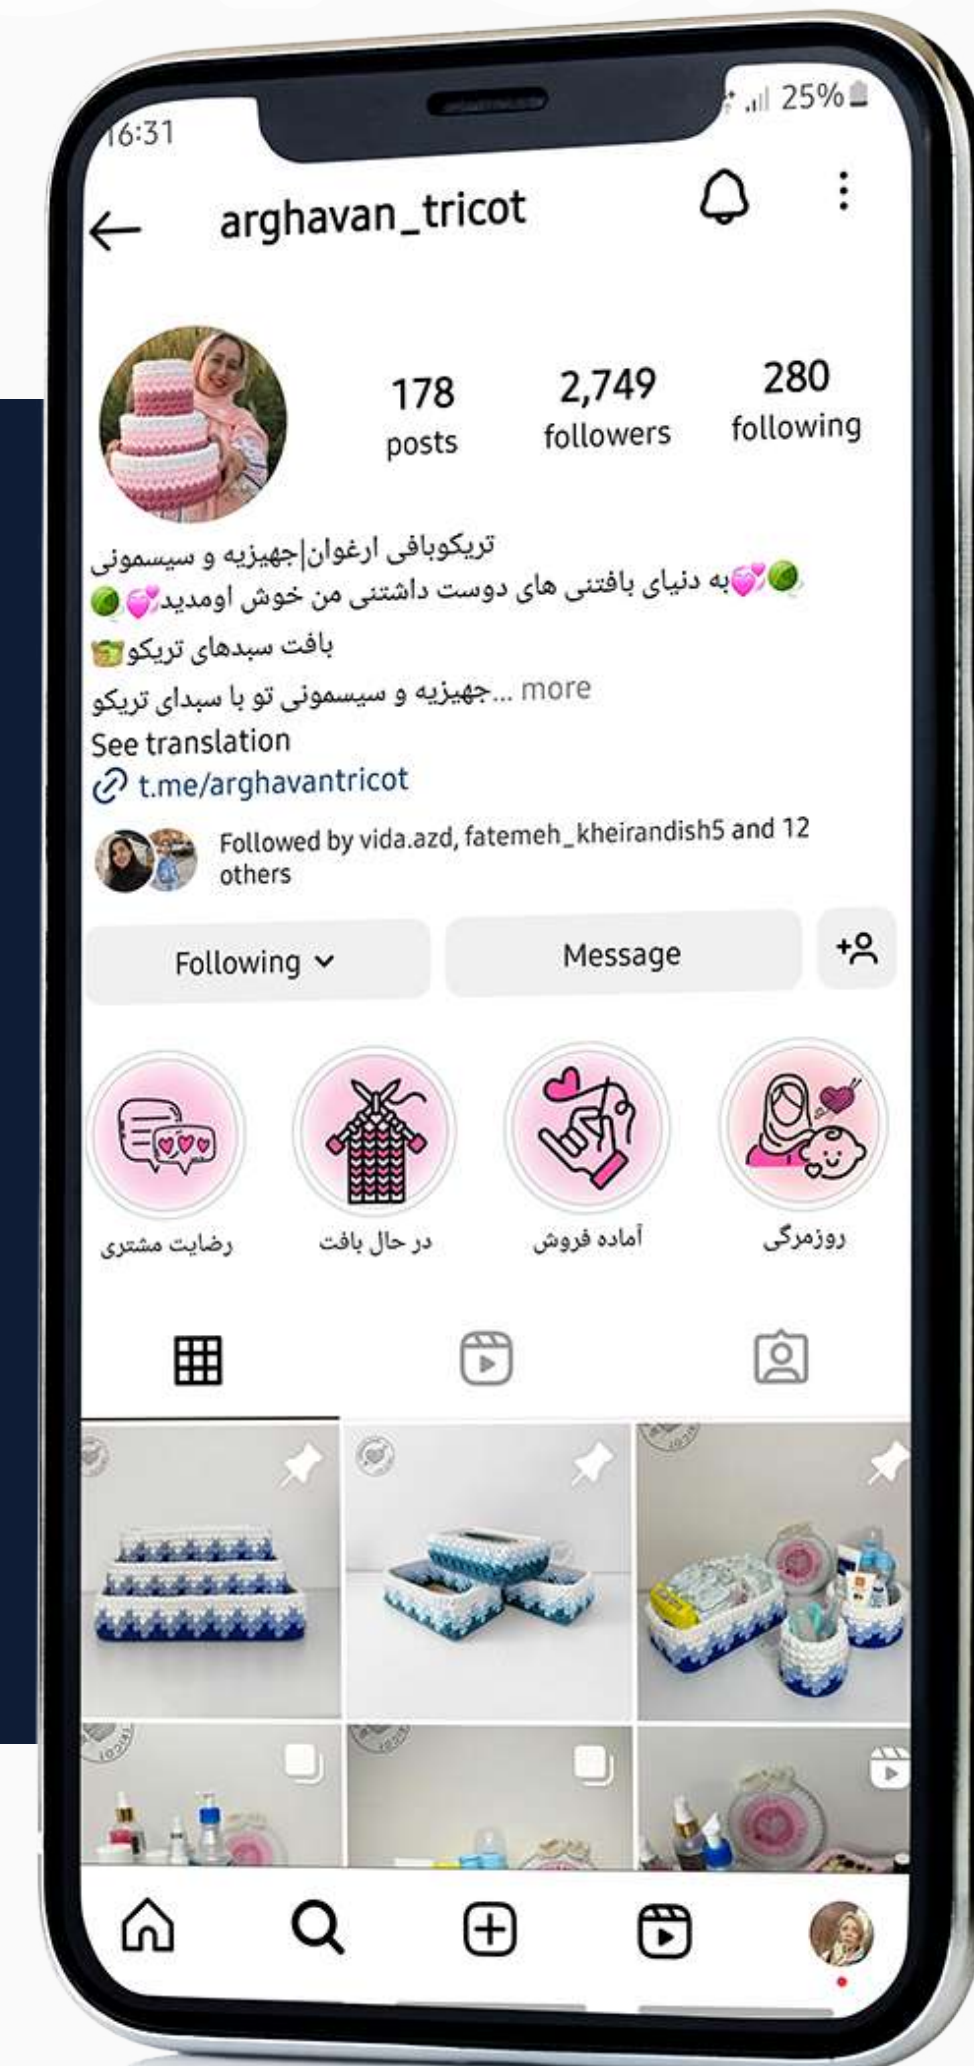 16:31
25%
arghavan_tricot
178
posts
2,749
followers
280
following
تریکوبافی ارغوان|جهیزیه و سیسمونی
به دنیای بافتنی های دوست داشتنی من خوش اومدید
بافت سبدهای تریکو
جهیزیه و سیسمونی تو با سبدای تریکو... more
See translation
t.me/arghavantricot
Followed by vida.azd, fatemeh_kheirandish5 and 12
others
Following
Message
رضایت مشتری
در حال بافت
آماده فروش
روزمرگی